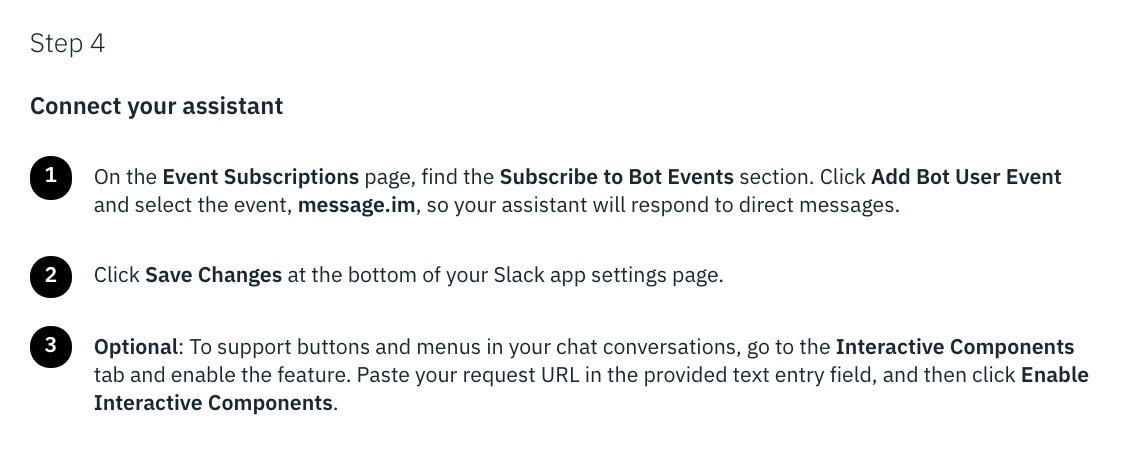 Step 4
Connect your assistant
1
On the Event Subscriptions page, find the Subscribe to Bot Events section. Click Add Bot User Event
and select the event, message.im, so your assistant will respond to direct messages.
2
Click Save Changes at the bottom of your Slack app settings page.
3
Optional: To support buttons and menus in your chat conversations, go to the Interactive Components
tab and enable the feature. Paste your request URL in the provided text entry field, and then click Enable
Interactive Components.